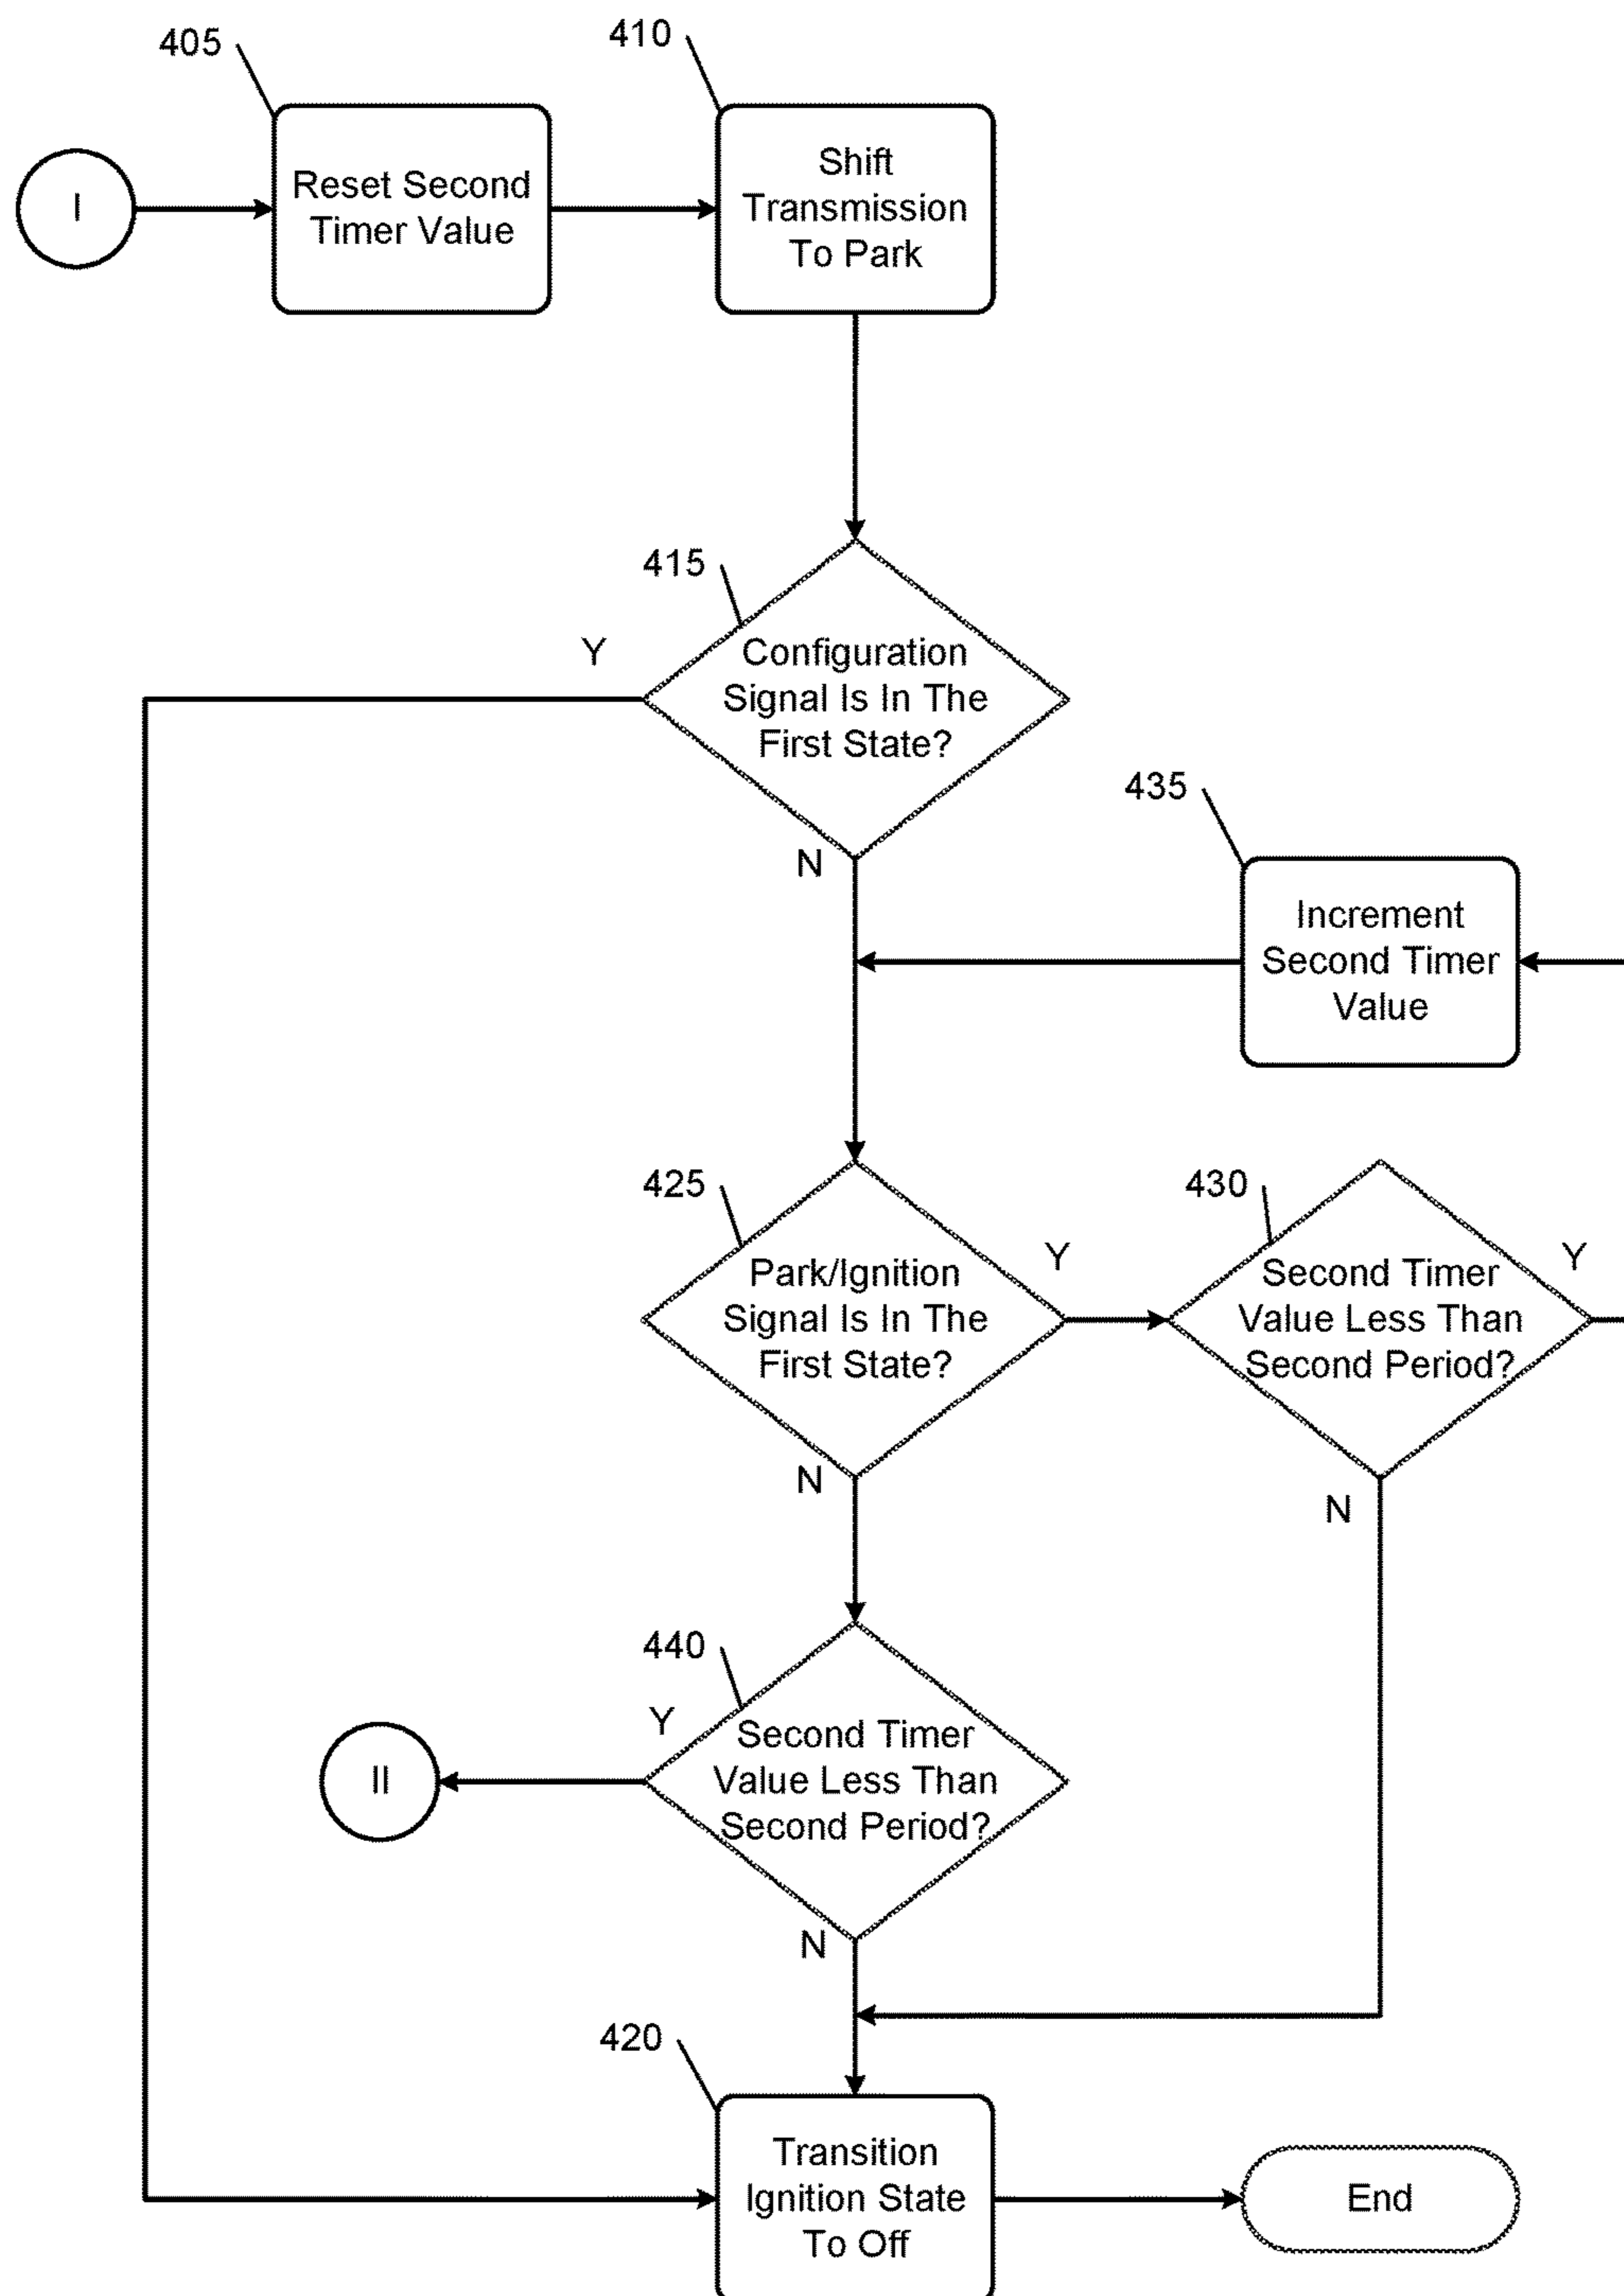 405
410
I
Reset Second
Timer Value
Shift
Transmission
To Park
415
Y
Configuration
Signal Is In The
First State?
N
435
Increment
Second Timer
Value
425
Park/Ignition
Signal Is In The
First State?
Y
N
430
Second Timer
Value Less Than
Second Period?
Y
N
440
Y
Second Timer
Value Less Than
Second Period?
II
N
420
Transition
Ignition State
To Off
End